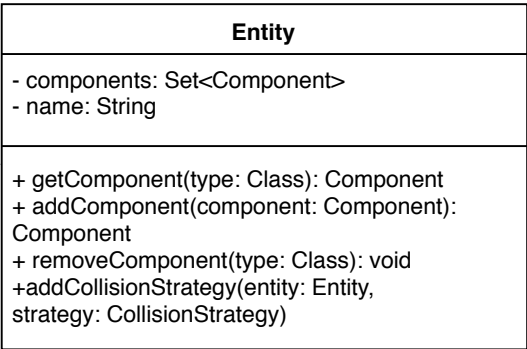 Entity
- components: Set<Component>
- name: String
+ getComponent(type: Class): Component
+ addComponent(component: Component):
Component
+ removeComponent(type: Class): void
+addCollisionStrategy(entity: Entity,
strategy: CollisionStrategy)